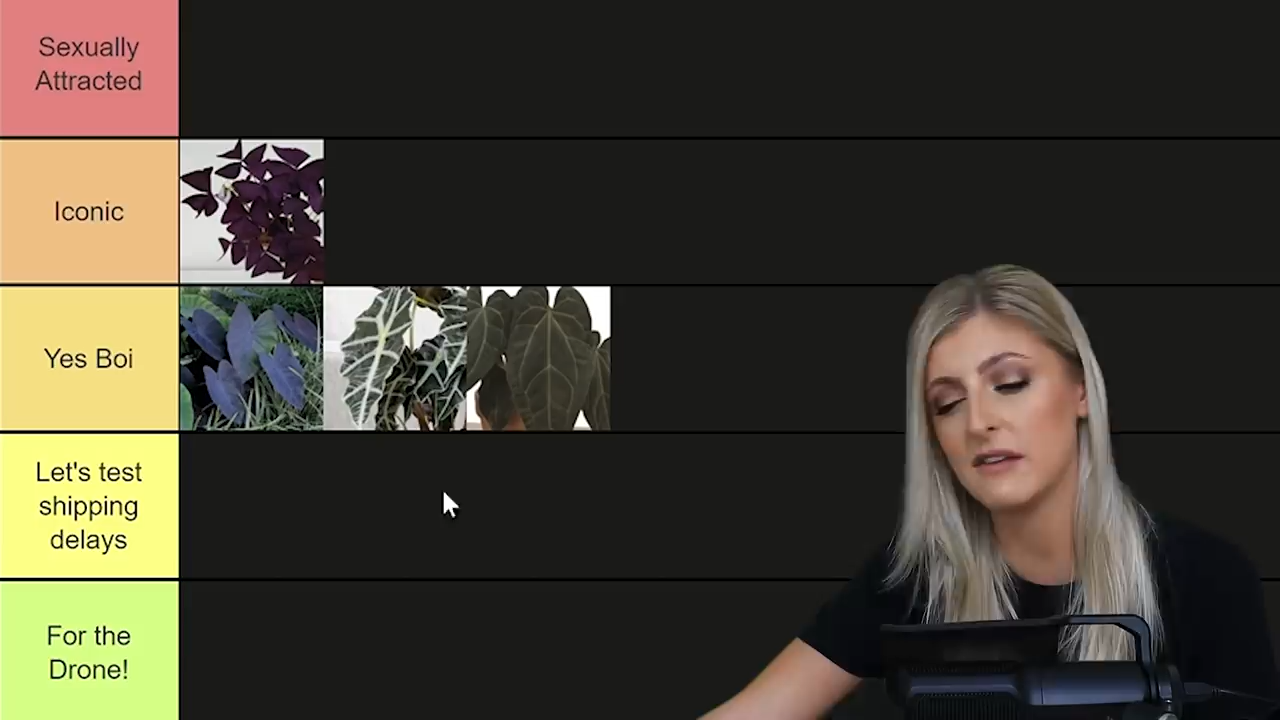 Sexually
Attracted
Iconic
Yes Boi
Let's test
shipping
delays
For the
Drone!